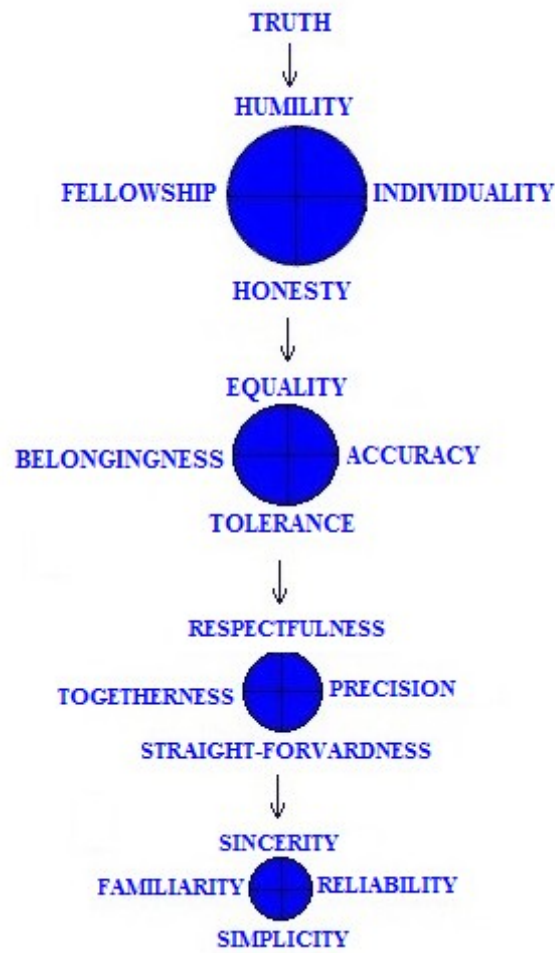 TRUTH
HUMILITY
FELLOWSHIP INDIVIDUALITY
HONESTY
EQUALITY
BELONGINGNESS ACCURACY
TOLERANCE
RESPECTFULNESS
TOGETHERNESS PRECISION
STRAIGHT-FORVARDNESS
SINCERITY
FAMILIARITY RELIABILITY
SIMPLICITY